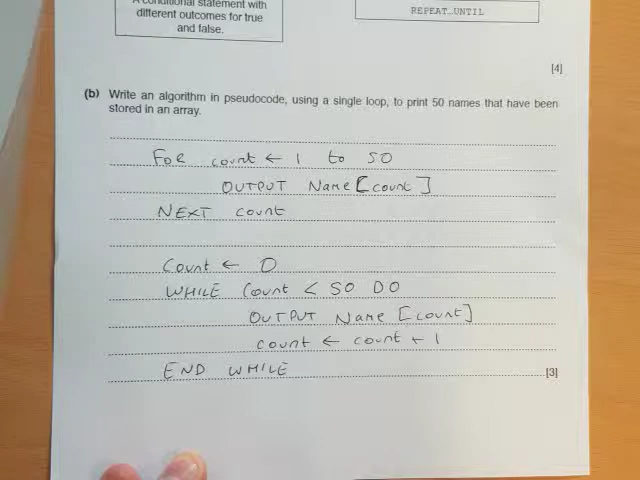 A conditional statement with
different outcomes for true
and false.
REPEAT…UNTIL
[4]
(b) Write an algorithm in pseudocode, using a single loop, to print 50 names that have been
stored in an array.
FOR count ← 1 to 50
OUTPUT Name[count]
NEXT count
Count ← 0
WHILE Count < 50 DO
OUTPUT Name [count]
count ← count + 1
END WHILE
[3]